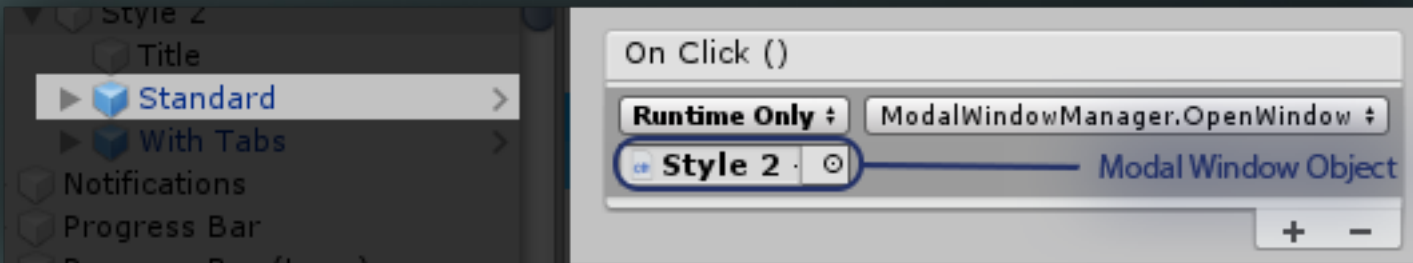 Style 2
Title
Standard
With Tabs
Notifications
Progress Bar
On Click ()
Runtime Only
ModalWindowManager.OpenWindow
Style 2
Modal Window Object
+ −